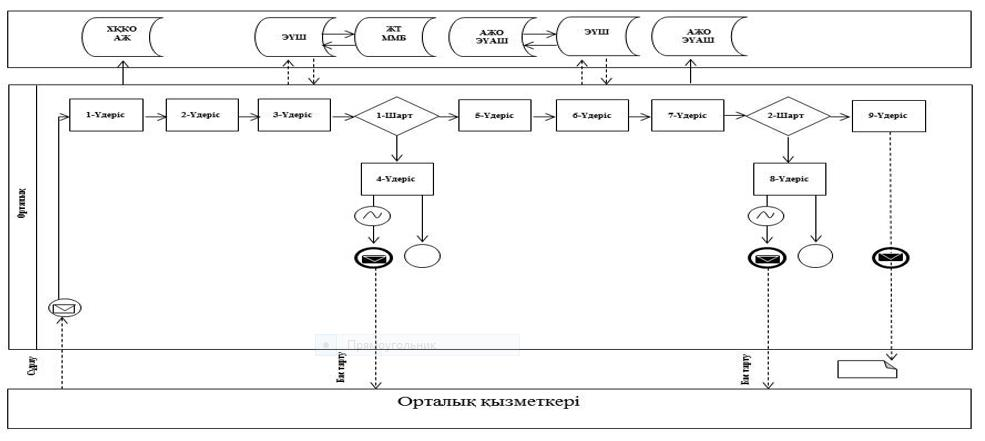 ХҚКО
АЖ
ЭҮШ
ЖТ
ММБ
АЖО
ЭҮАШ
ЭҮШ
АЖО
ЭҮАШ
1-Үдеріс
2-Үдеріс
3-Үдеріс
1-Шарт
5-Үдеріс
6-Үдеріс
7-Үдеріс
2-Шарт
9-Үдеріс
4-Үдеріс
8-Үдеріс
Орталық
Прямоугольник
Сұрау
Бас тарту
Бас тарту
Орталық қызметкері